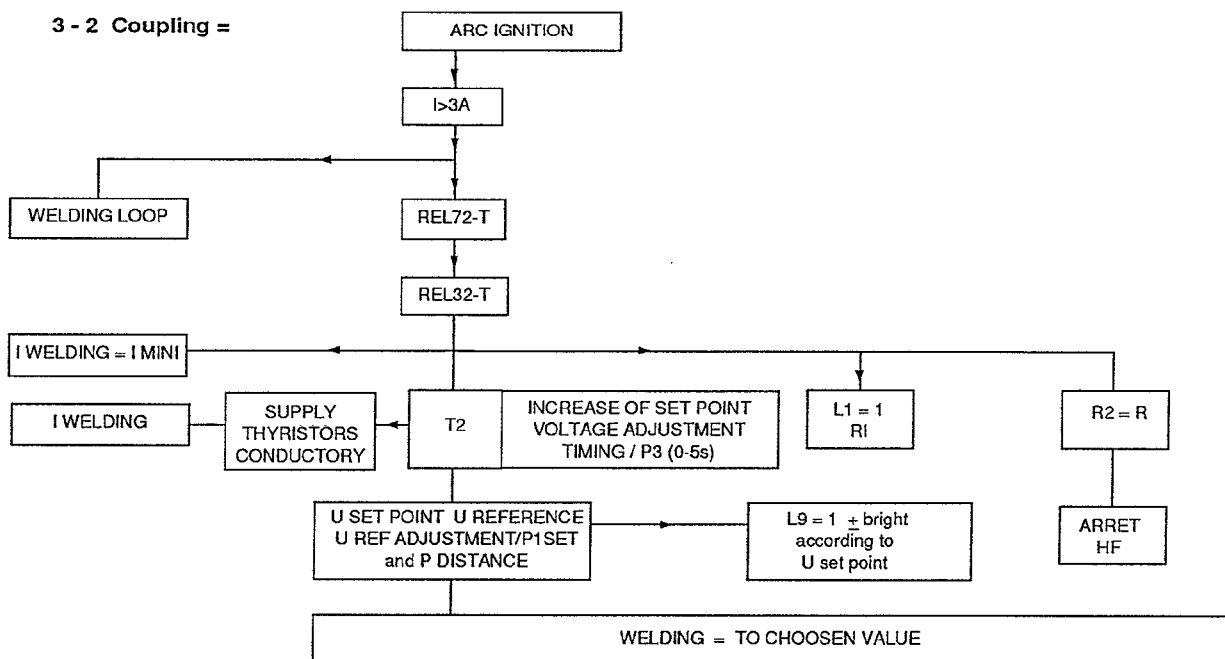 3 - 2 Coupling =
ARC IGNITION
I>3A
WELDING LOOP
REL72-T
REL32-T
I WELDING = I MINI
I WELDING
SUPPLY
THYRISTORS
CONDUCTORY
T2
INCREASE OF SET POINT
VOLTAGE ADJUSTMENT
TIMING / P3 (0-5s)
L1 = 1
RI
R2 = R
U SET POINT U REFERENCE
U REF ADJUSTMENT/P1SET
and P DISTANCE
L9 = 1 ± bright
according to
U set point
ARRET
HF
WELDING = TO CHOOSEN VALUE